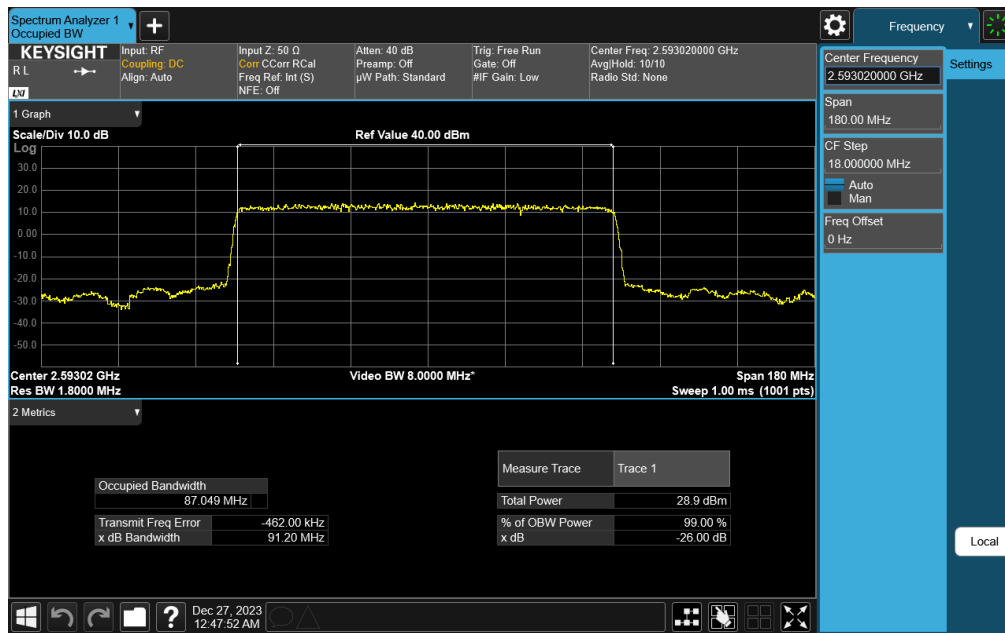 Spectrum Analyzer 1
Occupied BW
Frequency
KEYSIGHT
R L
LXI
Input: RF
Coupling: DC
Align: Auto
Input Z: 50 Ω
Corr CCorr RCal
Freq Ref: Int (S)
NFE: Off
Atten: 40 dB
Preamp: Off
µW Path: Standard
Trig: Free Run
Gate: Off
#IF Gain: Low
Center Freq: 2.593020000 GHz
Avg|Hold: 10/10
Radio Std: None
Center Frequency
2.593020000 GHz
Settings
Span
180.00 MHz
CF Step
18.000000 MHz
Auto
Man
Freq Offset
0 Hz
1 Graph
Scale/Div 10.0 dB
Ref Value 40.00 dBm
Log
30.0
20.0
10.0
0.00
-10.0
-20.0
-30.0
-40.0
-50.0
Center 2.59302 GHz
Video BW 8.0000 MHz*
Span 180 MHz
Res BW 1.8000 MHz
Sweep 1.00 ms (1001 pts)
2 Metrics
Occupied Bandwidth
87.049 MHz
Transmit Freq Error -462.00 kHz
x dB Bandwidth 91.20 MHz
Measure Trace Trace 1
Total Power 28.9 dBm
% of OBW Power 99.00 %
x dB -26.00 dB
Local
?
Dec 27, 2023
12:47:52 AM